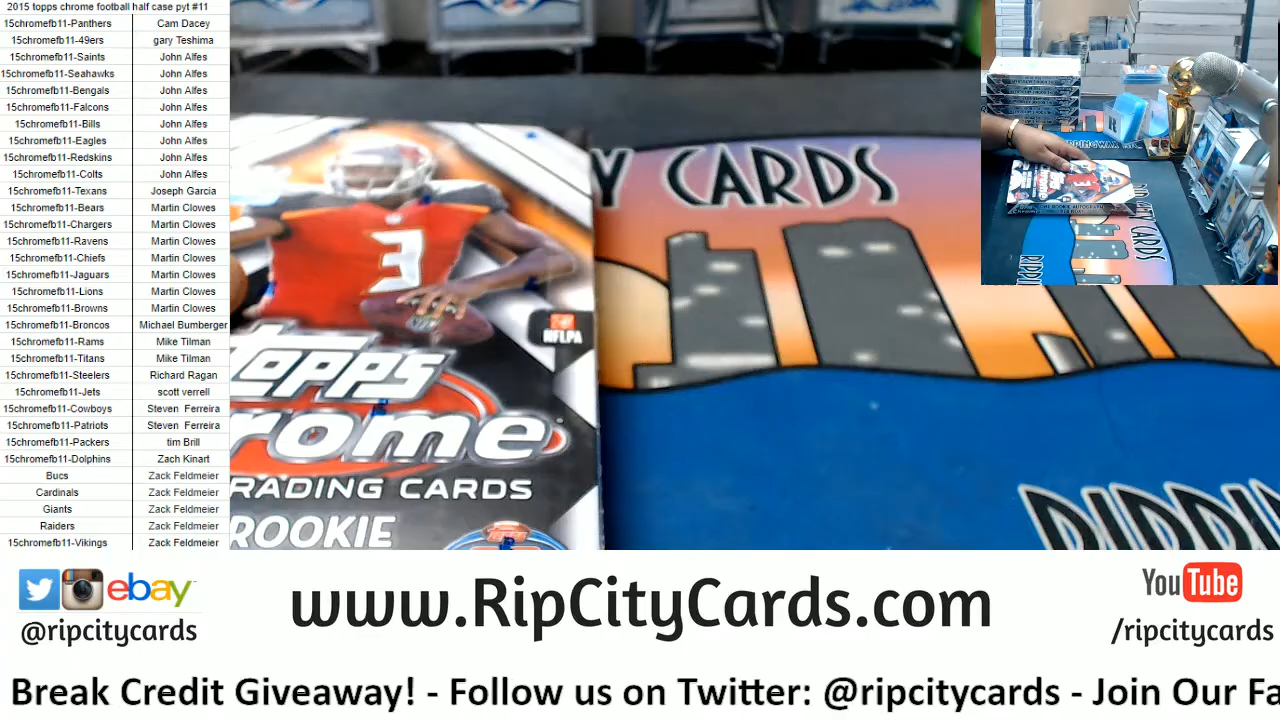 2015 topps chrome football half case pyt #11
15chromefb11-Panthers Cam Dacey
15chromefb11-49ers gary Teshima
15chromefb11-Saints John Alfes
15chromefb11-Seahawks John Alfes
15chromefb11-Bengals John Alfes
15chromefb11-Falcons John Alfes
15chromefb11-Bills John Alfes
15chromefb11-Eagles John Alfes
15chromefb11-Redskins John Alfes
15chromefb11-Colts John Alfes
15chromefb11-Texans Joseph Garcia
15chromefb11-Bears Martin Clowes
15chromefb11-Chargers Martin Clowes
15chromefb11-Ravens Martin Clowes
15chromefb11-Chiefs Martin Clowes
15chromefb11-Jaguars Martin Clowes
15chromefb11-Lions Martin Clowes
15chromefb11-Browns Martin Clowes
15chromefb11-Broncos Michael Bumberger
15chromefb11-Rams Mike Tilman
15chromefb11-Titans Mike Tilman
15chromefb11-Steelers Richard Ragan
15chromefb11-Jets scott verrell
15chromefb11-Cowboys Steven Ferreira
15chromefb11-Patriots Steven Ferreira
15chromefb11-Packers tim Brill
15chromefb11-Dolphins Zach Kinart
Bucs Zack Feldmeier
Cardinals Zack Feldmeier
Giants Zack Feldmeier
Raiders Zack Feldmeier
15chromefb11-Vikings Zack Feldmeier
Y CARDS
3
NFLPA
Topps
rome
RADING CARDS
ROOKIE
RIPPIN
CITY CARDS
RIPPI
ebay
@ripcitycards
www.RipCityCards.com
YouTube
/ripcitycards
Break Credit Giveaway! - Follow us on Twitter: @ripcitycards - Join Our Fa